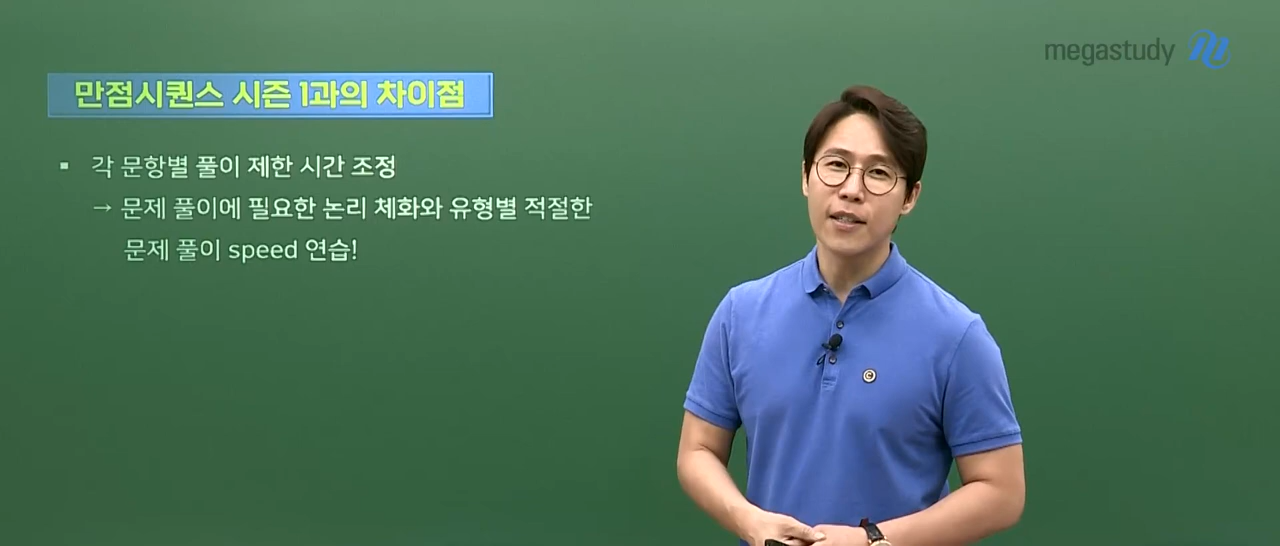 megastudy
만점시퀀스 시즌 1과의 차이점
▪ 각 문항별 풀이 제한 시간 조정
→ 문제 풀이에 필요한 논리 체화와 유형별 적절한
문제 풀이 speed 연습!